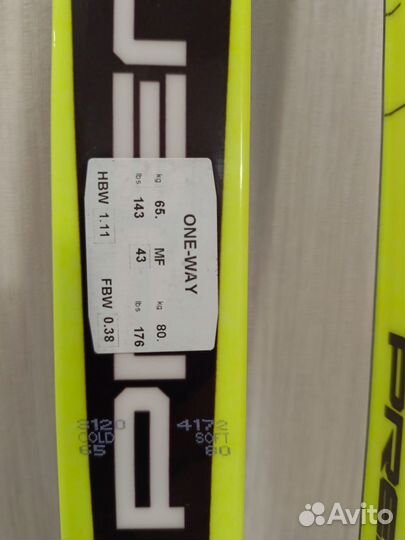 ONE-WAY
kg 65. MF kg 80.
lbs 143 43 lbs 176
HBW 1.11 FBW 0.38
3120 4172
COLD SOFT
65 80
PRE
Avito